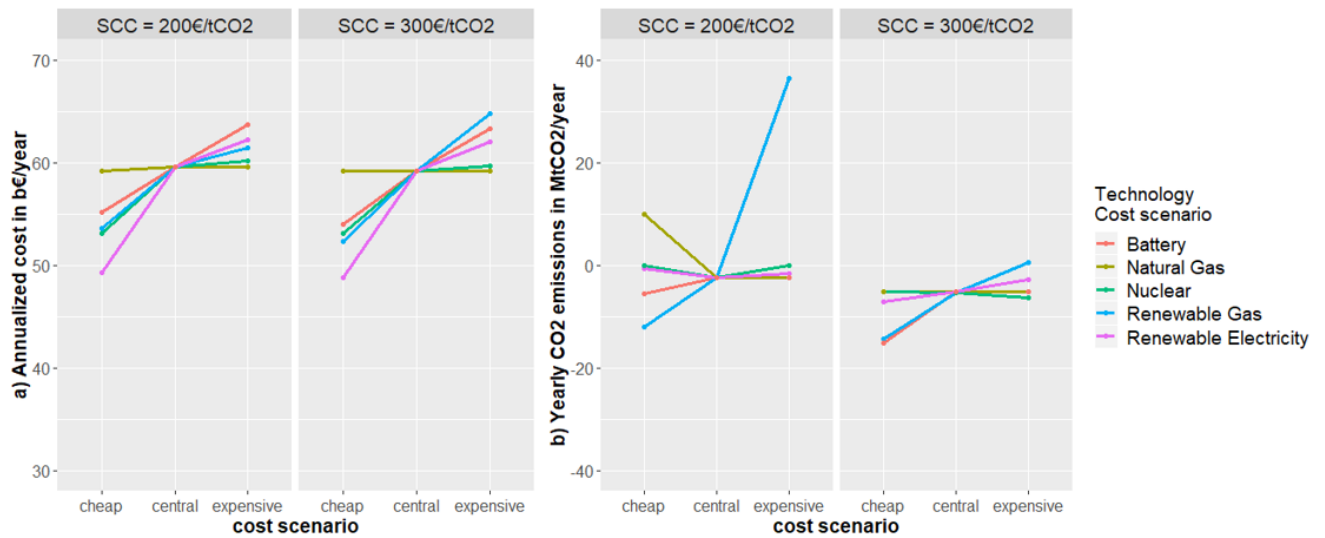 SCC = 200€/tCO2
SCC = 300€/tCO2
SCC = 200€/tCO2
SCC = 300€/tCO2
a) Annualized cost in b€/year
70
60
50
40
30
cheap
central
expensive
cheap
central
expensive
cost scenario
b) Yearly CO2 emissions in MtCO2/year
40
20
0
-20
-40
cheap
central
expensive
cheap
central
expensive
cost scenario
Technology
Cost scenario
Battery
Natural Gas
Nuclear
Renewable Gas
Renewable Electricity